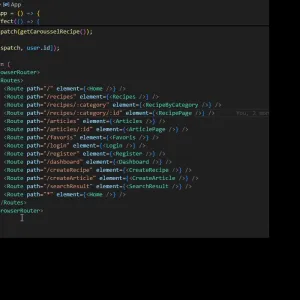 App
app = () => {
ffect(() => {
patch(getCarousselRecipe());
spatch, user.id]);
n (
rowserRouter>
Routes>
<Route path="/" element={<Home />} />
<Route path="/recipes" element={<Recipes />} />
<Route path="/recipes/:category" element={<RecipeByCategory />} />
<Route path="/recipes/:category/:id" element={<RecipePage />} />
<Route path="/articles" element={<Articles />} />
<Route path="/articles/:id" element={<ArticlePage />} />
<Route path="/favoris" element={<Favoris />} />
<Route path="/login" element={<Login />} />
<Route path="/register" element={<Register />} />
<Route path="/dashboard" element={<Dashboard />} />
<Route path="/createRecipe" element={<CreateRecipe />} />
<Route path="/createArticle" element={<CreateArticle />} />
<Route path="/searchResult" element={<SearchResult />} />
<Route path="*" element={<Home />} />
/Routes>
rowserRouter>